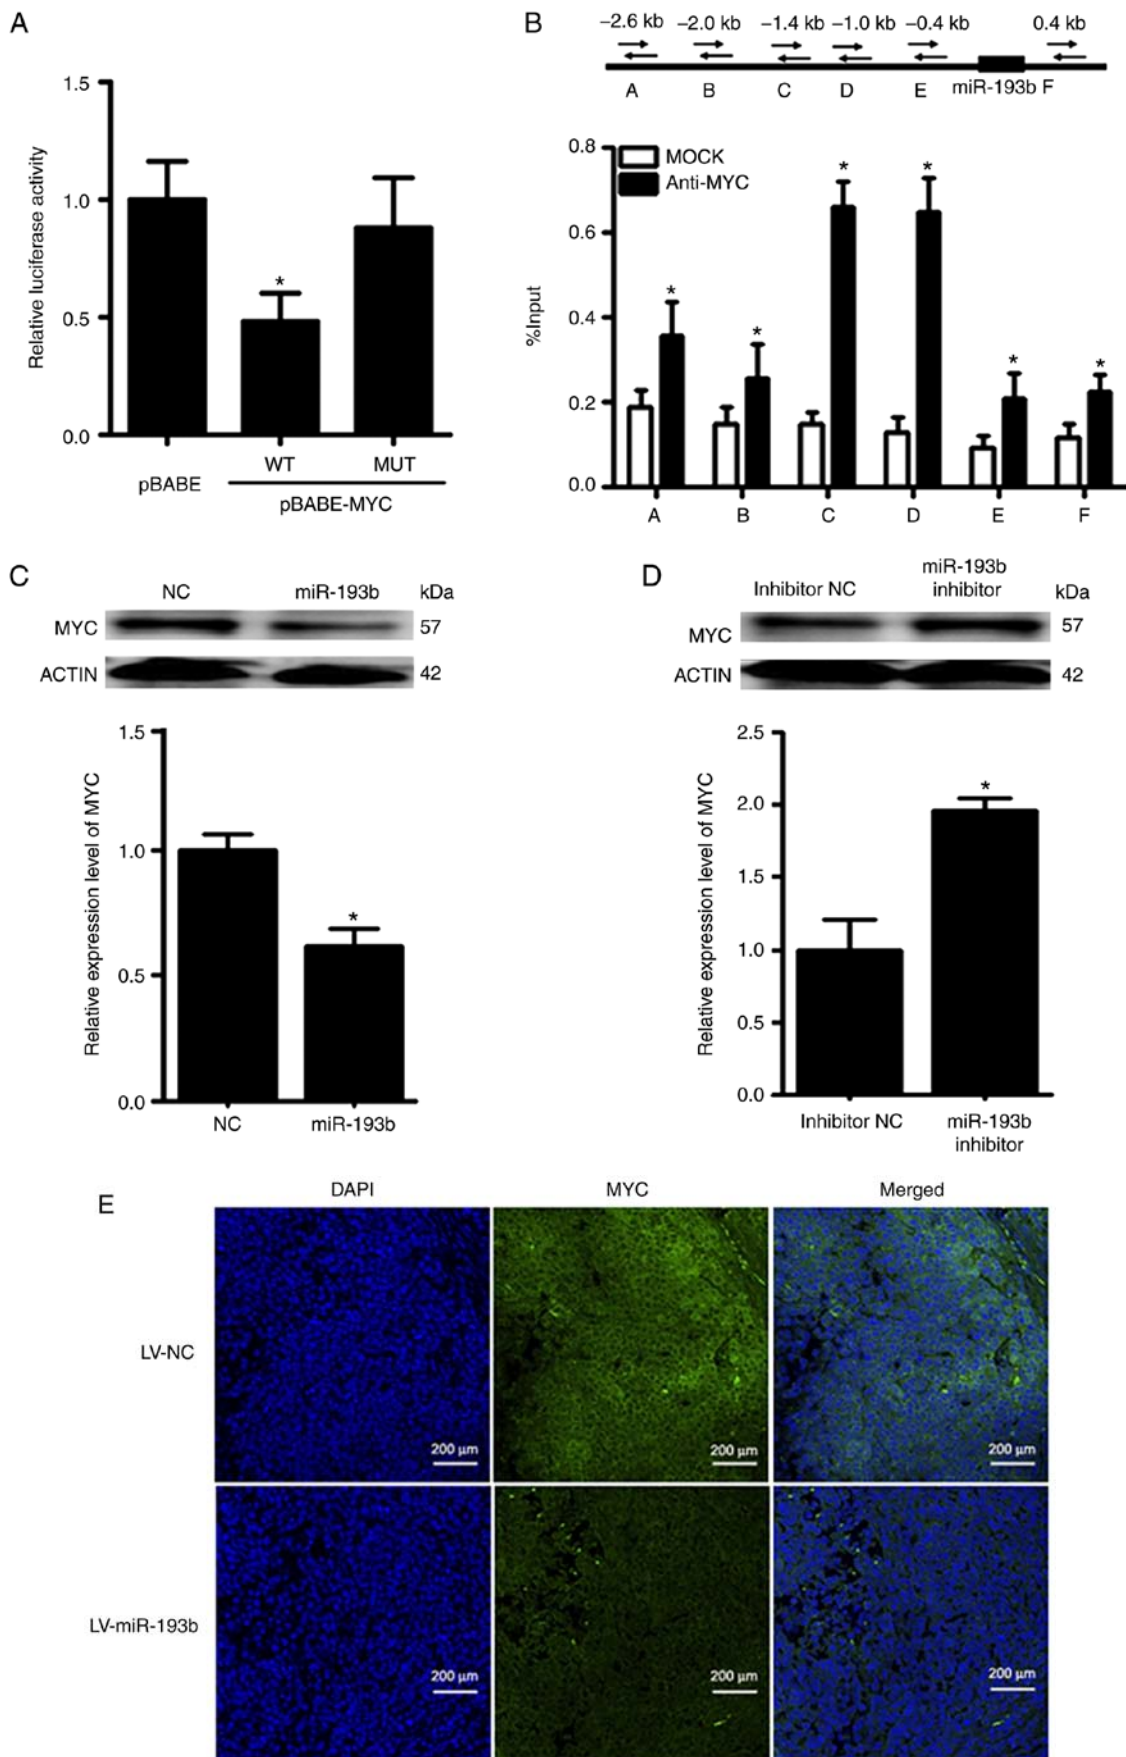 A
1.5
1.0
0.5
0.0
Relative luciferase activity
*
pBABE
WT
MUT
pBABE-MYC
B
−2.6 kb
−2.0 kb
−1.4 kb
−1.0 kb
−0.4 kb
0.4 kb
A
B
C
D
E
miR-193b F
0.8
0.6
0.4
0.2
0.0
%Input
MOCK
Anti-MYC
*
*
*
*
*
*
A
B
C
D
E
F
C
NC
miR-193b
kDa
MYC
57
ACTIN
42
1.5
1.0
0.5
0.0
Relative expression level of MYC
*
NC
miR-193b
D
Inhibitor NC
miR-193b
inhibitor
kDa
MYC
57
ACTIN
42
2.5
2.0
1.5
1.0
0.5
0.0
Relative expression level of MYC
*
Inhibitor NC
miR-193b
inhibitor
E
DAPI
MYC
Merged
LV-NC
200 µm
200 µm
200 µm
LV-miR-193b
200 µm
200 µm
200 µm